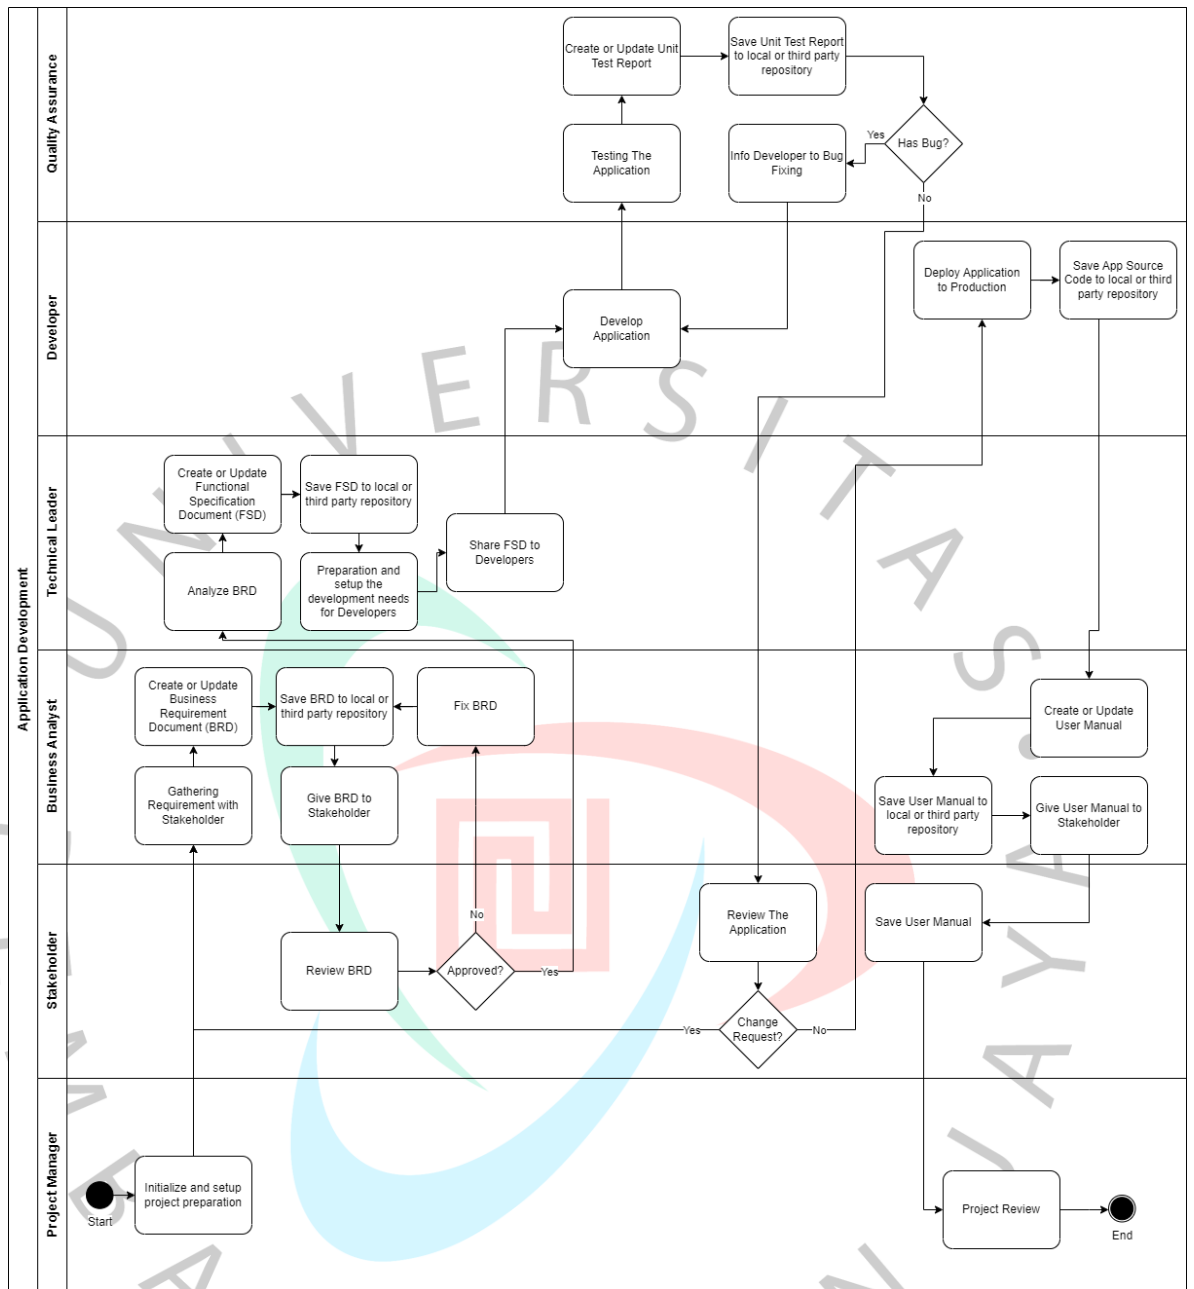 Application Development
Quality Assurance
Create or Update Unit
Test Report
Save Unit Test Report
to local or third party
repository
Testing The
Application
Info Developer to Bug
Fixing
Yes
Has Bug?
No
Developer
Develop
Application
Deploy Application
to Production
Save App Source
Code to local or third
party repository
Technical Leader
Create or Update
Functional
Specification
Document (FSD)
Save FSD to local or
third party repository
Analyze BRD
Preparation and
setup the
development needs
for Developers
Share FSD to
Developers
Business Analyst
Create or Update
Business
Requirement
Document (BRD)
Save BRD to local or
third party repository
Fix BRD
Gathering
Requirement with
Stakeholder
Give BRD to
Stakeholder
Create or Update
User Manual
Save User Manual to
local or third party
repository
Give User Manual to
Stakeholder
Stakeholder
Review BRD
Approved?
No
Yes
Review The
Application
Save User Manual
Change
Request?
Yes
No
Project Manager
Start
Initialize and setup
project preparation
Project Review
End
UNIVERSITAS